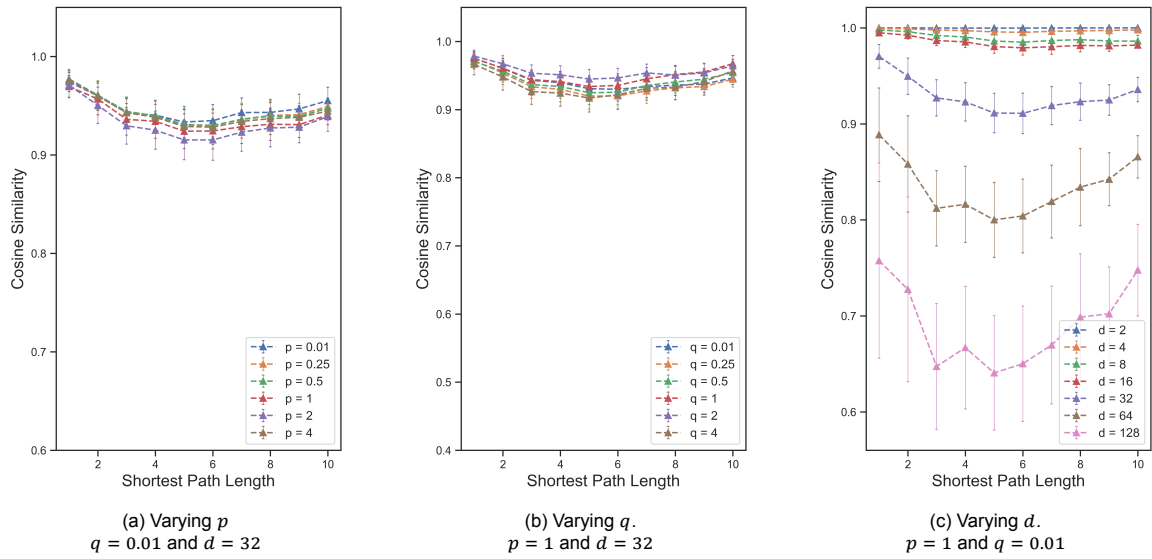 1.0
0.9
0.8
0.7
0.6
Cosine Similarity
2
4
6
8
10
Shortest Path Length
p = 0.01
p = 0.25
p = 0.5
p = 1
p = 2
p = 4
(a) Varying p
q = 0.01 and d = 32
1.0
0.9
0.8
0.7
0.6
0.5
0.4
Cosine Similarity
2
4
6
8
10
Shortest Path Length
q = 0.01
q = 0.25
q = 0.5
q = 1
q = 2
q = 4
(b) Varying q.
p = 1 and d = 32
1.0
0.9
0.8
0.7
0.6
Cosine Similarity
2
4
6
8
10
Shortest Path Length
d = 2
d = 4
d = 8
d = 16
d = 32
d = 64
d = 128
(c) Varying d.
p = 1 and q = 0.01